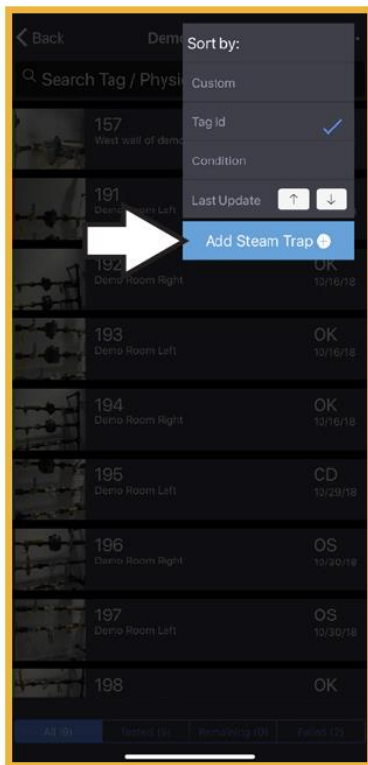 Back
Demo
Sort by:
Search Tag / Physi
Custom
Tag Id
Condition
Last Update
Add Steam Trap
157
West wall of demo
191
Demo Room Left
192
Demo Room Right
OK
10/16/18
193
Demo Room Left
OK
10/16/18
194
Demo Room Right
OK
10/16/18
195
Demo Room Left
CD
10/29/18
196
Demo Room Right
OS
10/30/18
197
Demo Room Left
OS
10/30/18
198
OK
All (9)
Tested (9)
Remaining (0)
Failed (2)